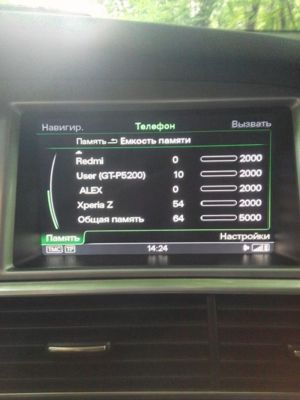 Навигир. Телефон Вызвать
Память Емкость памяти
Redmi 0 2000
User (GT-P5200) 10 2000
ALEX 0 2000
Xperia Z 54 2000
Общая память 64 5000
Память Настройки
TMC TP 14:24